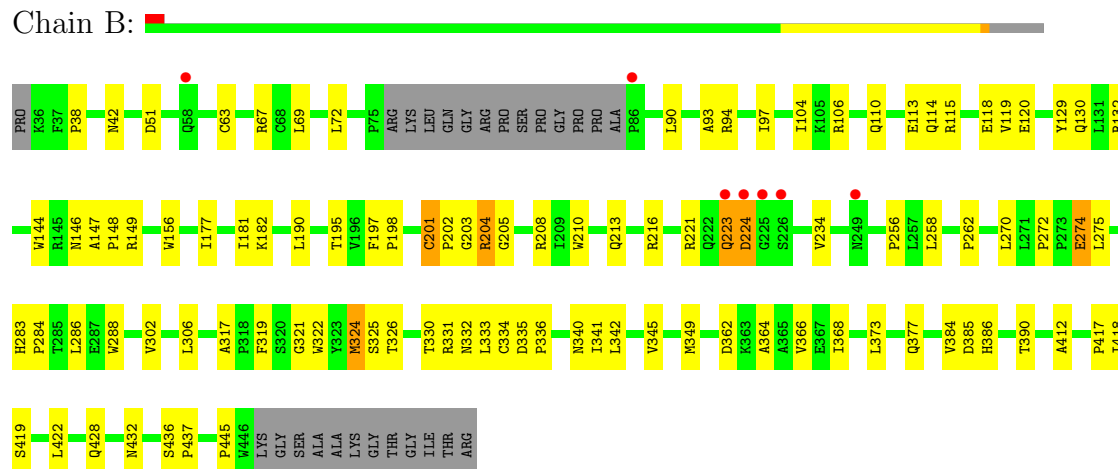 Chain B:
PRO K36 F37 P38 N42 D51 Q58 C63 R67 C68 L69 L72 P75 ARG LYS LEU GLN GLY ARG PRO SER PRO GLY PRO PRO ALA P86 L90 A93 R94 I97 I104 K105 R106 Q110 E113 Q114 R115 E118 V119 E120 Y129 Q130 L131 R132
W144 R145 N146 A147 P148 R149 W156 I177 I181 K182 L190 T195 V196 F197 P198 C201 P202 G203 R204 G205 R208 I209 W210 Q213 R216 R221 Q222 Q223 D224 G225 S226 V234 N249 P256 L257 L258 P262 L270 L271 P272 P273 E274 L275
H283 P284 T285 L286 E287 W288 V302 L306 A317 P318 F319 S320 G321 W322 Y323 M324 S325 T326 T330 R331 N332 L333 C334 D335 P336 N340 I341 L342 V345 M349 D362 K363 A364 A365 V366 E367 I368 L373 Q377 V384 D385 H386 T390 A412 P417 I418
S419 L422 Q428 N432 S436 P437 P445 W446 LYS GLY SER ALA ALA LYS GLY THR GLY ILE THR ARG